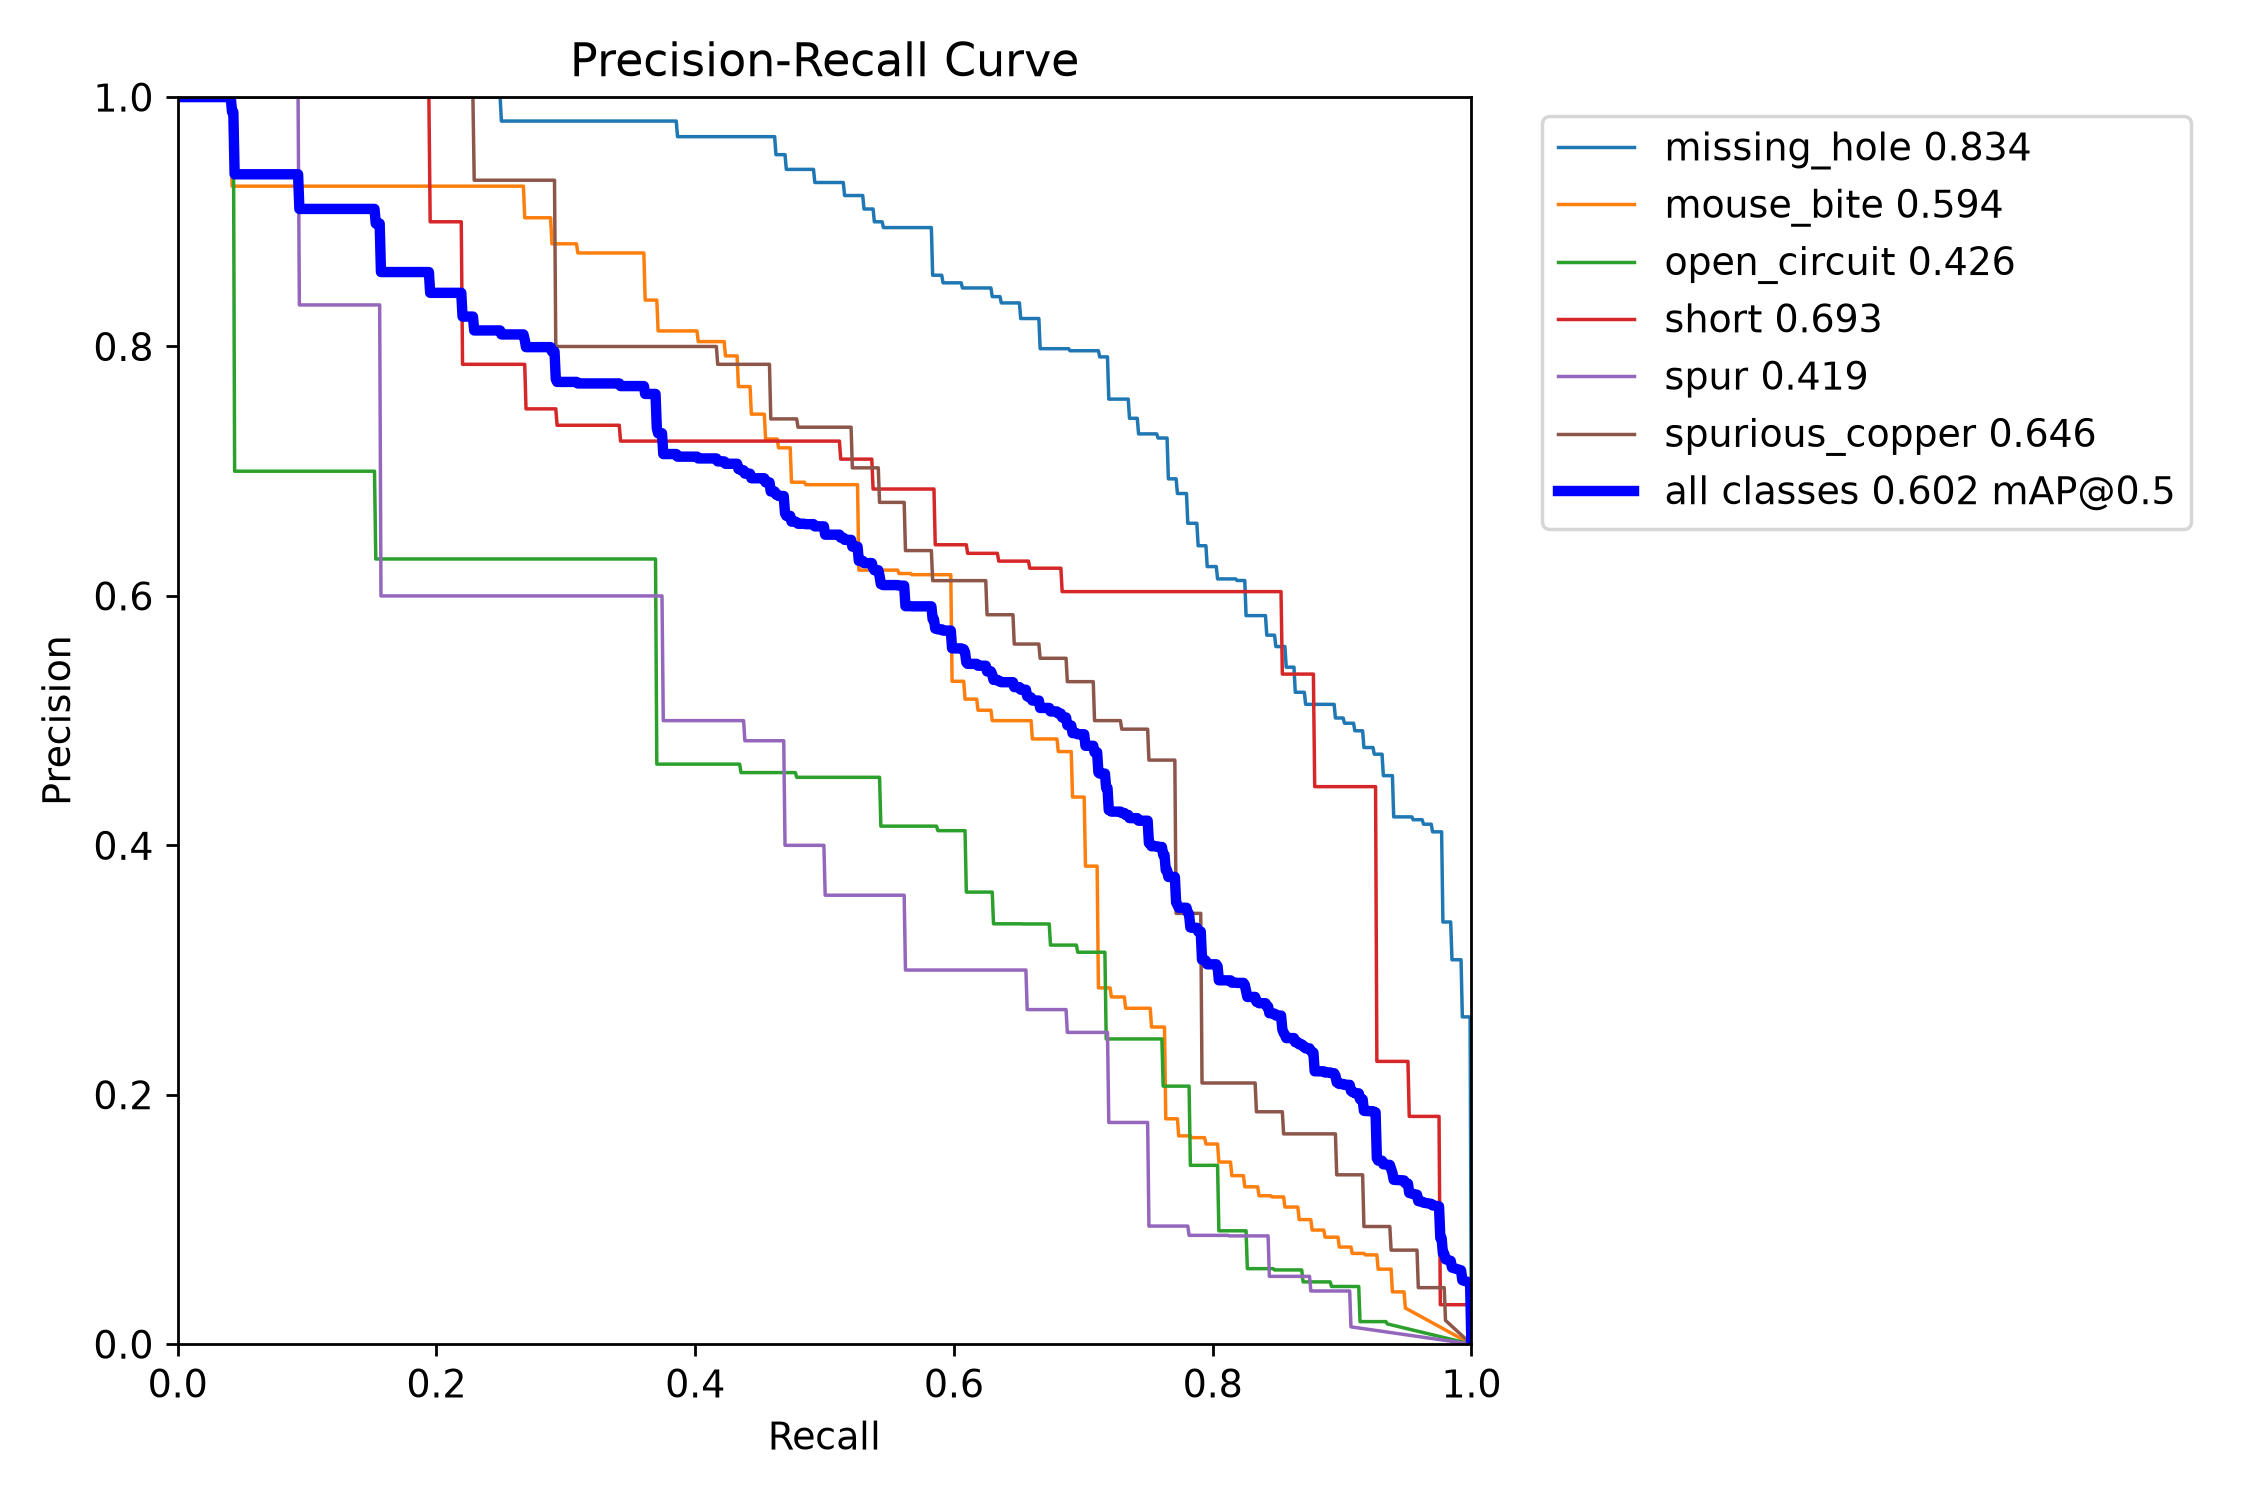 Precision-Recall Curve
1.0
0.8
0.6
0.4
0.2
0.0
Precision
0.0 0.2 0.4 0.6 0.8 1.0
Recall
missing_hole 0.834
mouse_bite 0.594
open_circuit 0.426
short 0.693
spur 0.419
spurious_copper 0.646
all classes 0.602 mAP@0.5